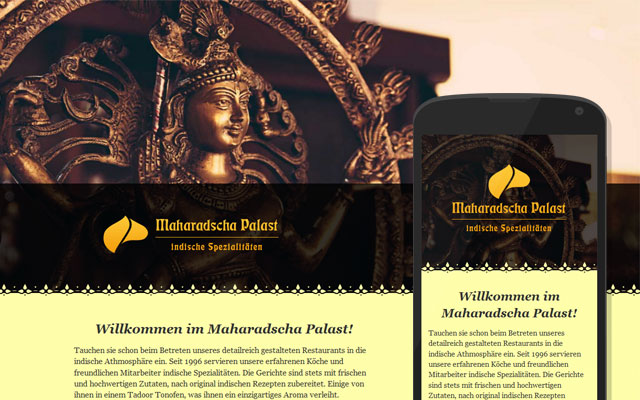 Maharadscha Palast
Indische Spezialitäten
Willkommen im Maharadscha Palast!
Tauchen sie schon beim Betreten unseres detailreich gestalteten Restaurants in die
indische Athmosphäre ein. Seit 1996 servieren unsere erfahrenen Köche und
freundlichen Mitarbeiter indische Spezialitäten. Die Gerichte sind stets mit frischen
und hochwertigen Zutaten, nach original indischen Rezepten zubereitet. Einige von
ihnen in einem Tadoor Tonofen, was ihnen ein einzigartiges Aroma verleiht.
Maharadscha Palast
Indische Spezialitäten
Willkommen im
Maharadscha Palast!
Tauchen sie schon beim Betreten unseres
detailreich gestalteten Restaurants in die
indische Athmosphäre ein. Seit 1996 servieren
unsere erfahrenen Köche und freundlichen
Mitarbeiter indische Spezialitäten. Die Gerichte
sind stets mit frischen und hochwertigen
Zutaten, nach original indischen Rezepten